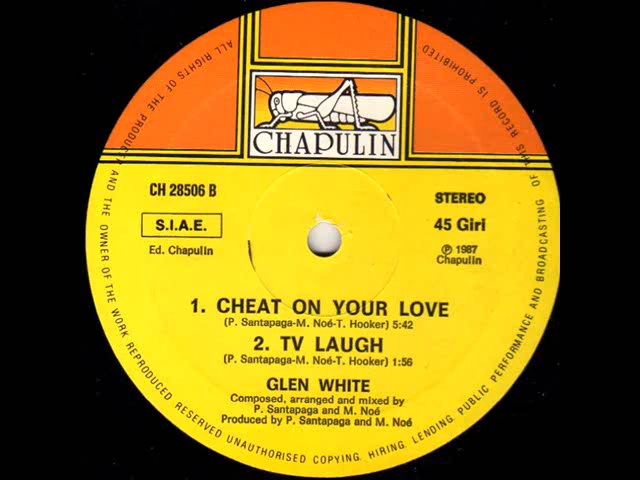 CHAPULIN
CH 28506 B
STEREO
S.I.A.E.
45 Giri
Ed. Chapulin
Ⓟ 1987
Chapulin
1. CHEAT ON YOUR LOVE
(P. Santapaga-M. Noé-T. Hooker) 5:42
2. TV LAUGH
(P. Santapaga-M. Noé-T. Hooker) 1:56
GLEN WHITE
Composed, arranged and mixed by
P. Santapaga and M. Noé
Produced by P. Santapaga and M. Noé
ALL RIGHTS OF THE PRODUCER AND THE OWNER OF THE WORK REPRODUCED RESERVED UNAUTHORISED COPYING. HIRING. LENDING. PUBLIC PERFORMANCE AND BROADCASTING OF THIS RECORD IS PROHIBITED